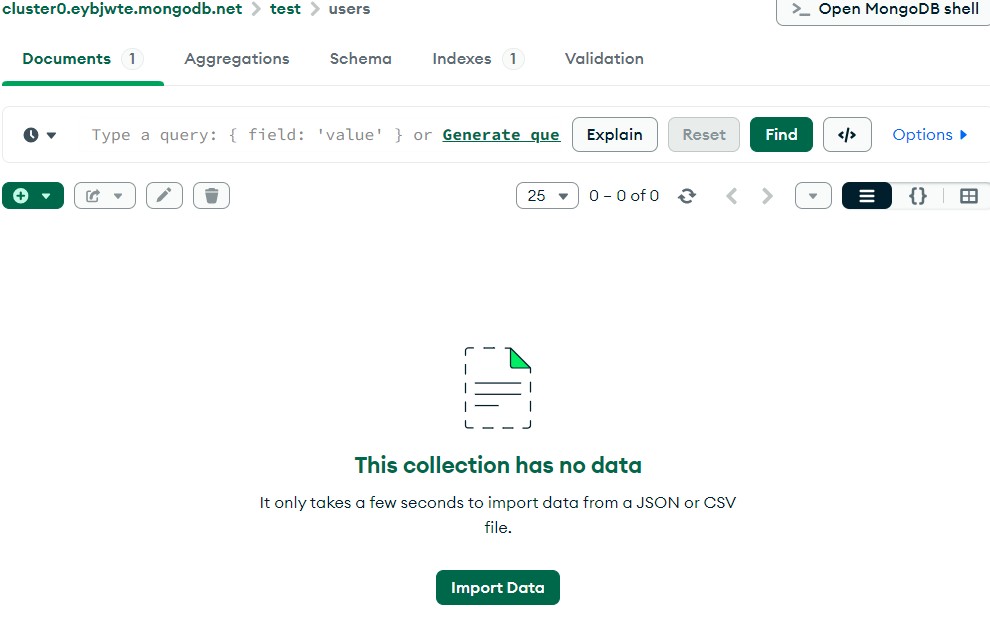 cluster0.eybjwte.mongodb.net > test > users
>_ Open MongoDB shell
Documents 1 Aggregations Schema Indexes 1 Validation
Type a query: { field: 'value' } or Generate que Explain Reset Find </> Options
25 0 – 0 of 0 {}
This collection has no data
It only takes a few seconds to import data from a JSON or CSV
file.
Import Data